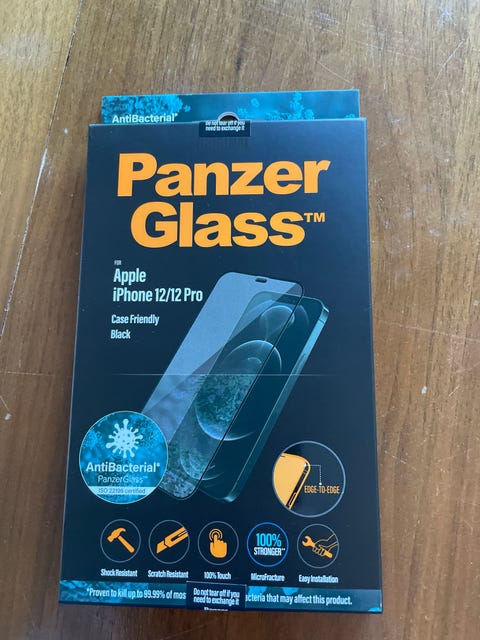 AntiBacterial*
Do not tear off if you
need to exchange it
Panzer
Glass™
FOR
Apple
iPhone 12/12 Pro
Case Friendly
Black
AntiBacterial*
PanzerGlass™
ISO 22196 certified
EDGE-TO-EDGE
100%
STRONGER**
Shock Resistant
Scratch Resistant
100% Touch
MicroFracture
Easy Installation
*Proven to kill up to 99.99% of mos
Do not tear off if you
need to exchange it
acteria that may affect this product.